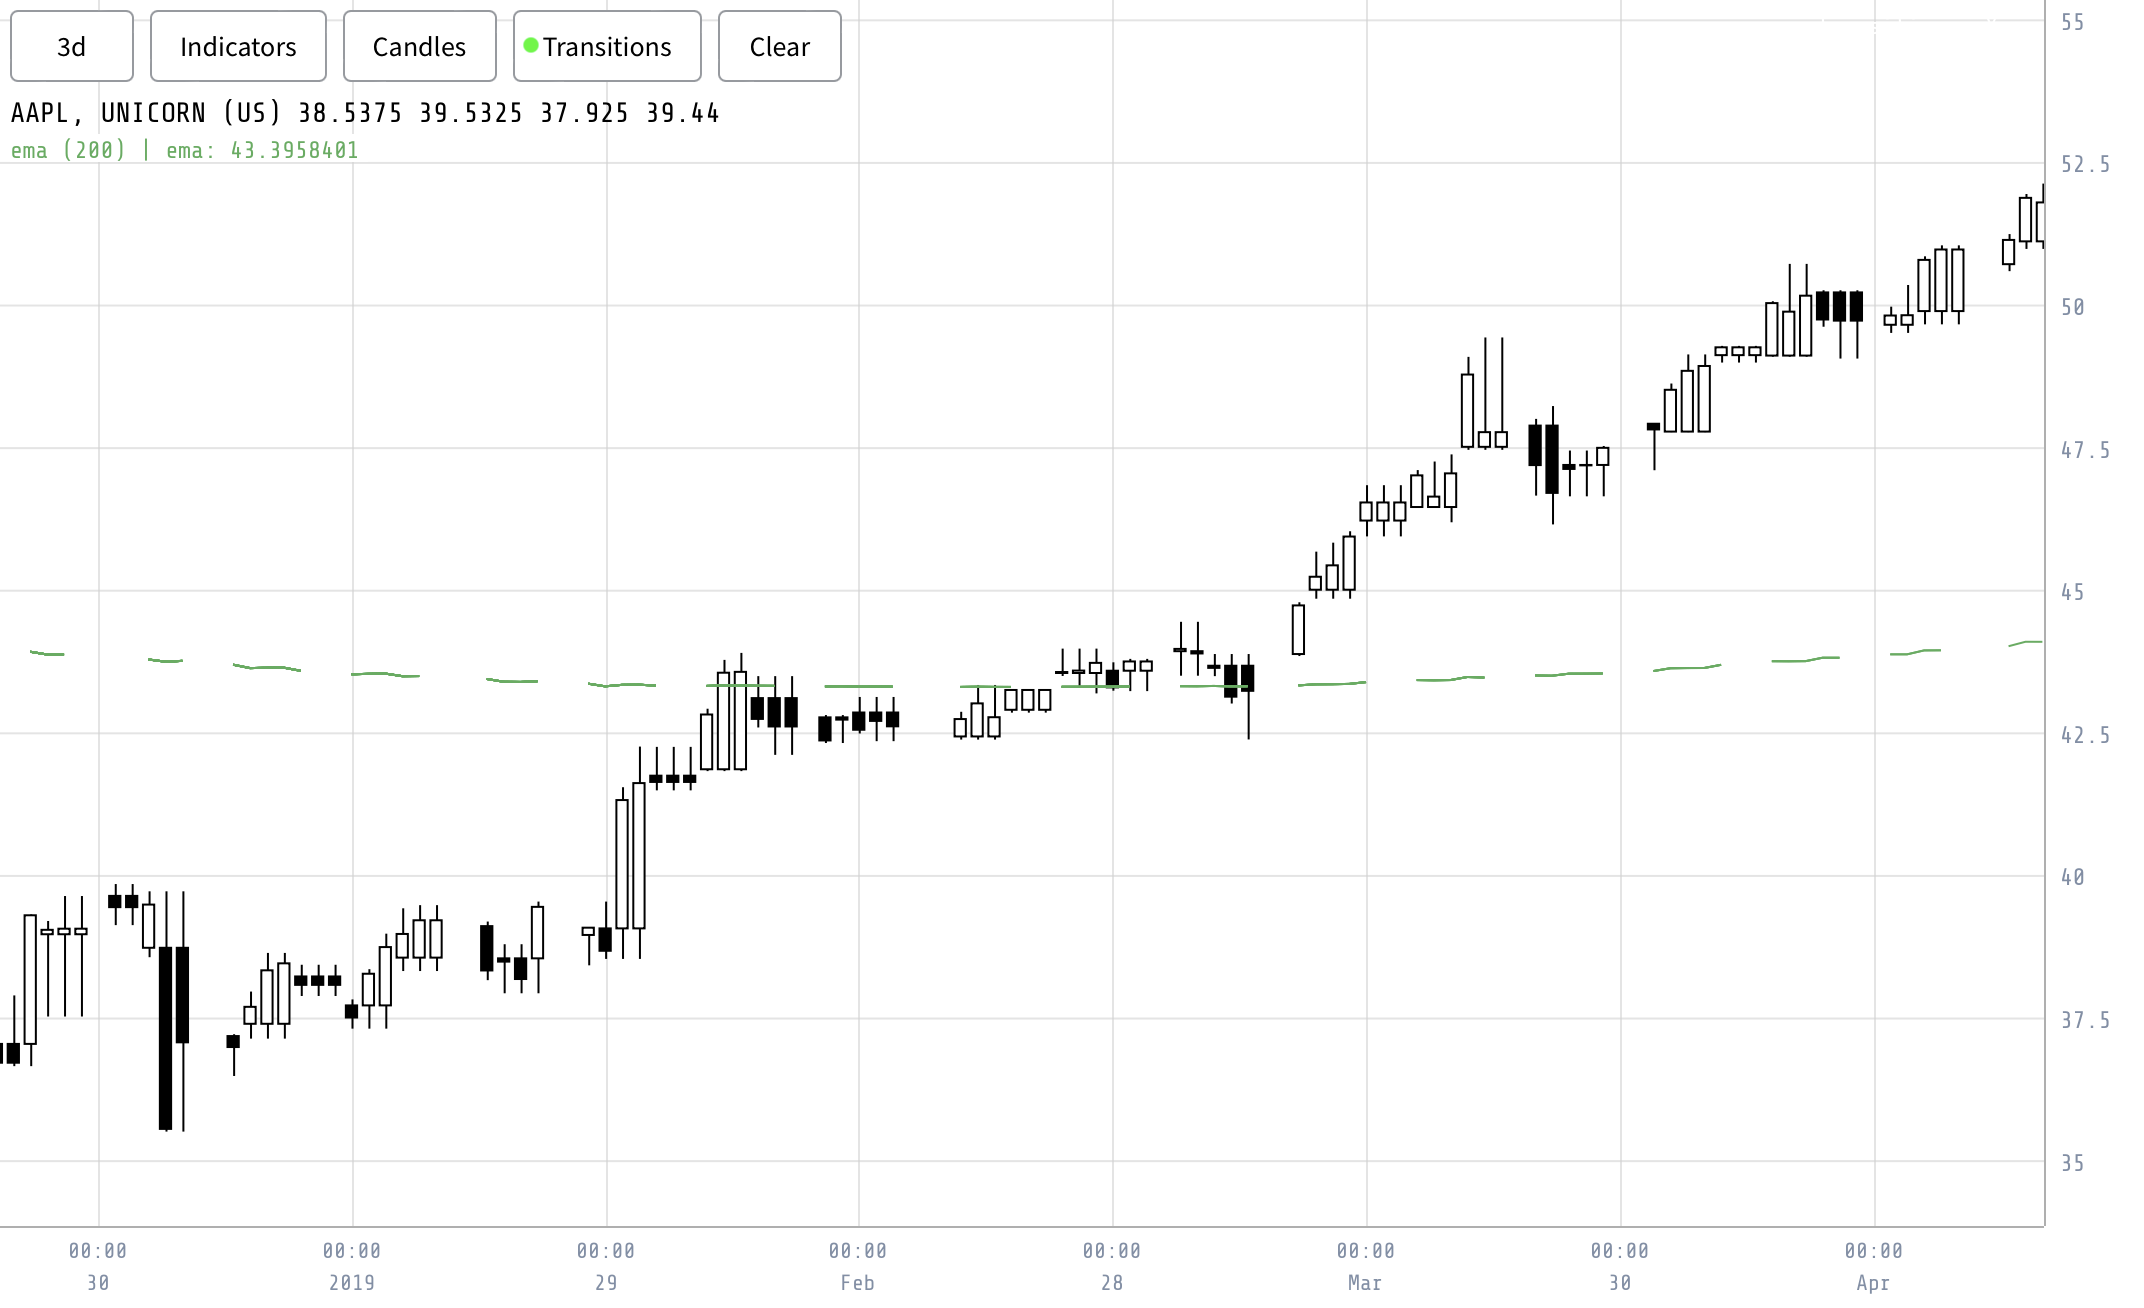 3d Indicators Candles Transitions Clear
AAPL, UNICORN (US) 38.5375 39.5325 37.925 39.44
ema (200) | ema: 43.3958401
55
52.5
50
47.5
45
42.5
40
37.5
35
00:00 00:00 00:00 00:00 00:00 00:00 00:00 00:00
30 2019 29 Feb 28 Mar 30 Apr